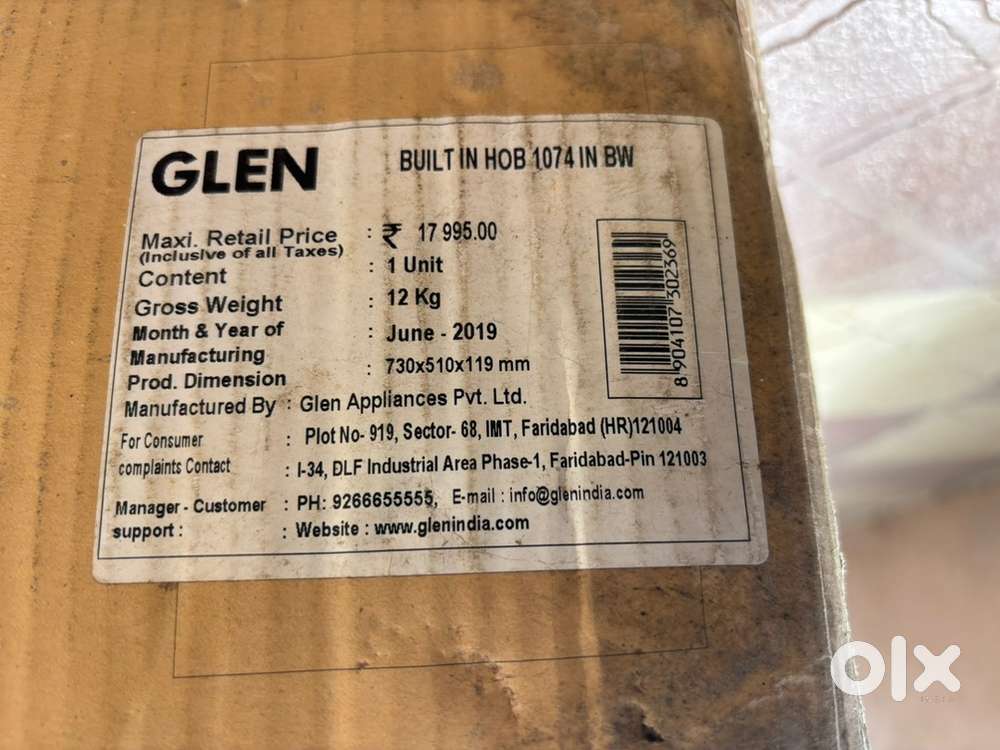 GLEN
BUILT IN HOB 1074 IN BW
Maxi. Retail Price : ₹ 17 995.00
(Inclusive of all Taxes)
Content : 1 Unit
Gross Weight : 12 Kg
Month & Year of : June - 2019
Manufacturing
Prod. Dimension : 730x510x119 mm
Manufactured By : Glen Appliances Pvt. Ltd.
For Consumer : Plot No- 919, Sector- 68, IMT, Faridabad (HR)121004
complaints Contact : I-34, DLF Industrial Area Phase-1, Faridabad-Pin 121003
Manager - Customer : PH: 9266655555, E-mail : info@glenindia.com
support : : Website : www.glenindia.com
8 904107 302369
olx